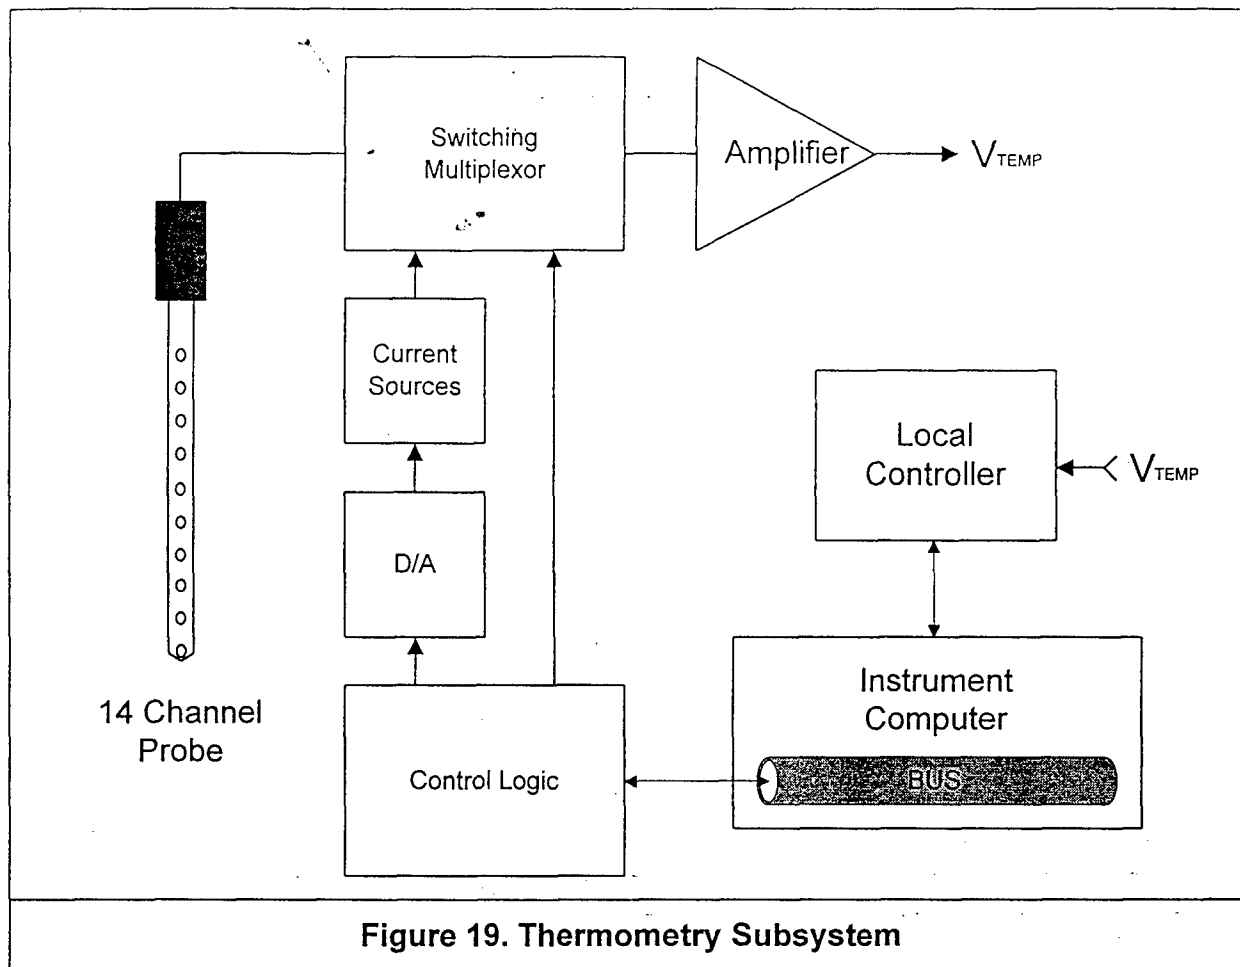 Switching
Multiplexor
Amplifier
VTEMP
Current
Sources
Local
Controller
VTEMP
D/A
Instrument
Computer
14 Channel
Probe
Control Logic
BUS
Figure 19. Thermometry Subsystem